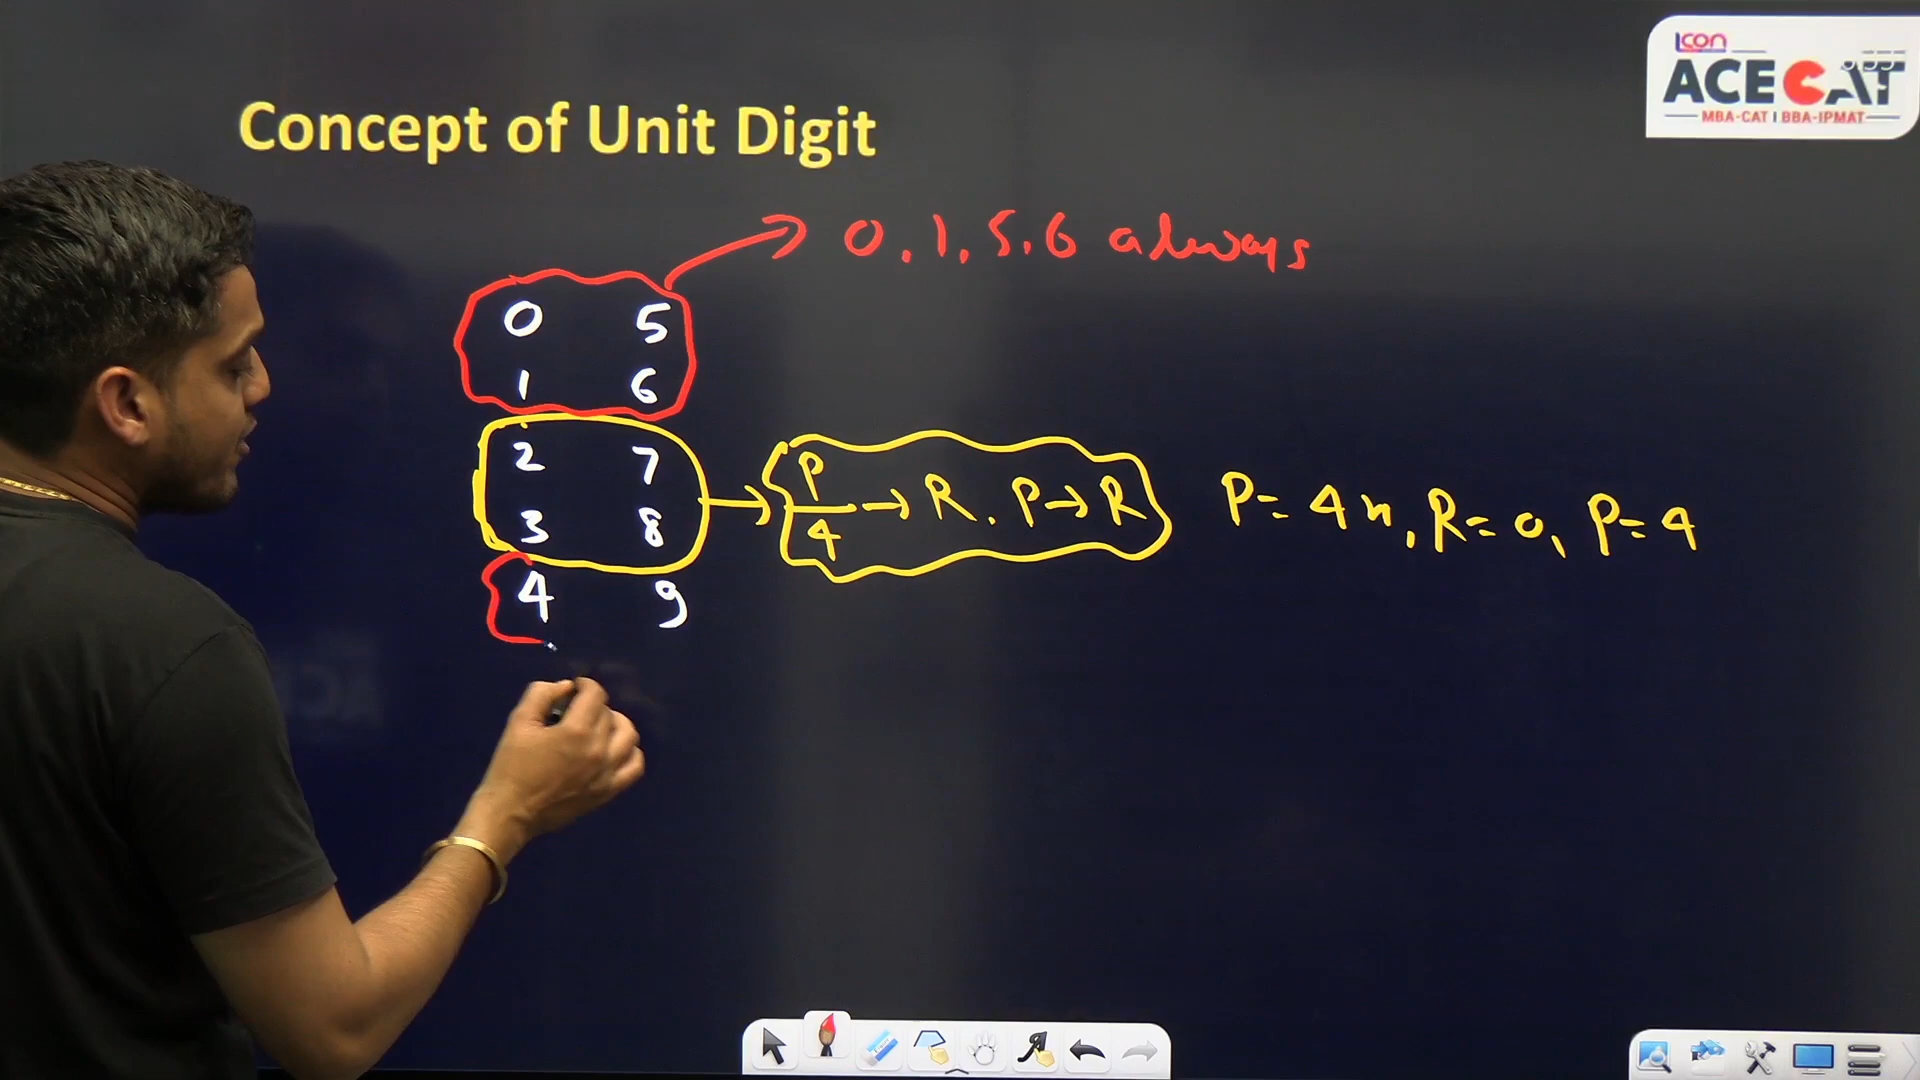 Icon
ACE CAT
MBA-CAT | BBA-IPMAT
Concept of Unit Digit
0.1.5.6 always
0 5
1 6
2 7
3 8
4 9
P/4 → R . P → R
P = 4n, R = 0, P = 4